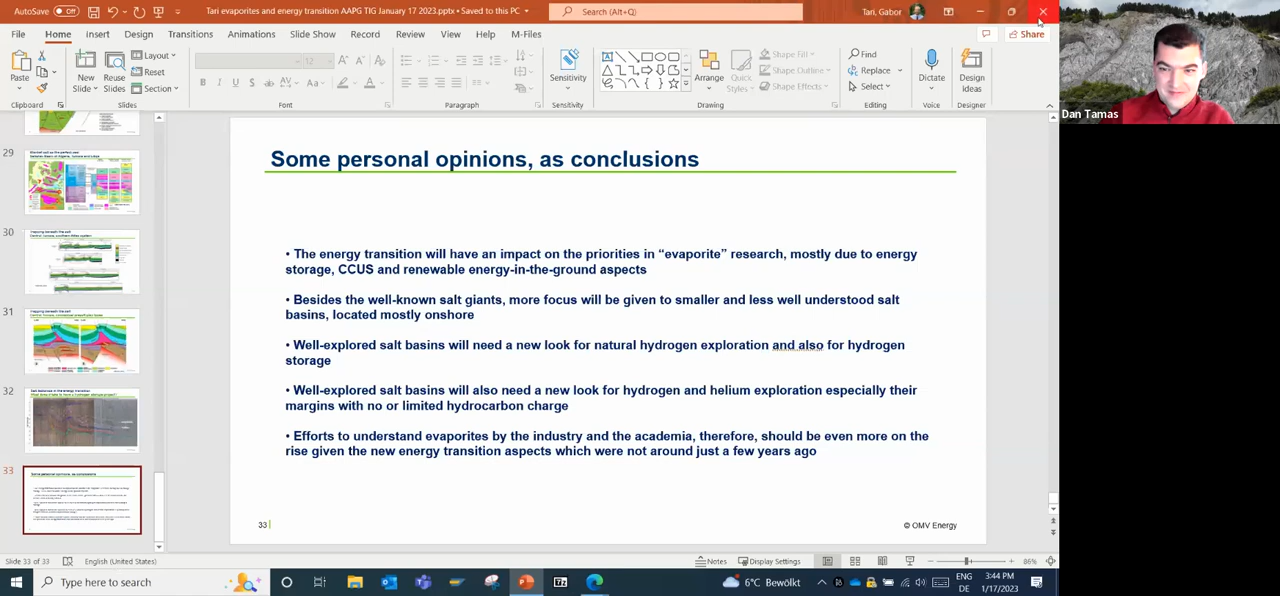 AutoSave Off Tari evaporites and energy transition AAPG TIG January 17 2023.pptx • Saved to this PC Search (Alt+Q) Tari, Gabor
File Home Insert Design Transitions Animations Slide Show Record Review View Help M-Files Share
Paste New Slides Reuse Slides Layout Reset Section
Sensitivity Arrange Quick Styles Shape Fill Shape Outline Shape Effects
Find Replace Select Dictate Design Ideas
Clipboard Slides Font Paragraph Sensitivity Drawing Editing Voice Designer
Dan Tamas
29
30
31
32
33
Some personal opinions, as conclusions
• The energy transition will have an impact on the priorities in “evaporite” research, mostly due to energy
storage, CCUS and renewable energy-in-the-ground aspects
• Besides the well-known salt giants, more focus will be given to smaller and less well understood salt
basins, located mostly onshore
• Well-explored salt basins will need a new look for natural hydrogen exploration and also for hydrogen
storage
• Well-explored salt basins will also need a new look for hydrogen and helium exploration especially their
margins with no or limited hydrocarbon charge
• Efforts to understand evaporites by the industry and the academia, therefore, should be even more on the
rise given the new energy transition aspects which were not around just a few years ago
33 © OMV Energy
Slide 33 of 33 English (United States) Notes Display Settings 86%
Type here to search 6°C Bewölkt ENG 3:44 PM
DE 1/17/2023